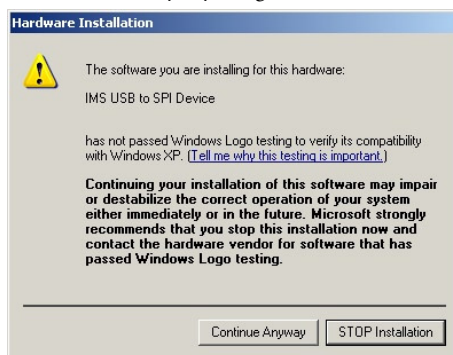 Hardware Installation
The software you are installing for this hardware:
IMS USB to SPI Device
has not passed Windows Logo testing to verify its compatibility
with Windows XP. (Tell me why this testing is important.)
Continuing your installation of this software may impair
or destabilize the correct operation of your system
either immediately or in the future. Microsoft strongly
recommends that you stop this installation now and
contact the hardware vendor for software that has
passed Windows Logo testing.
Continue Anyway STOP Installation